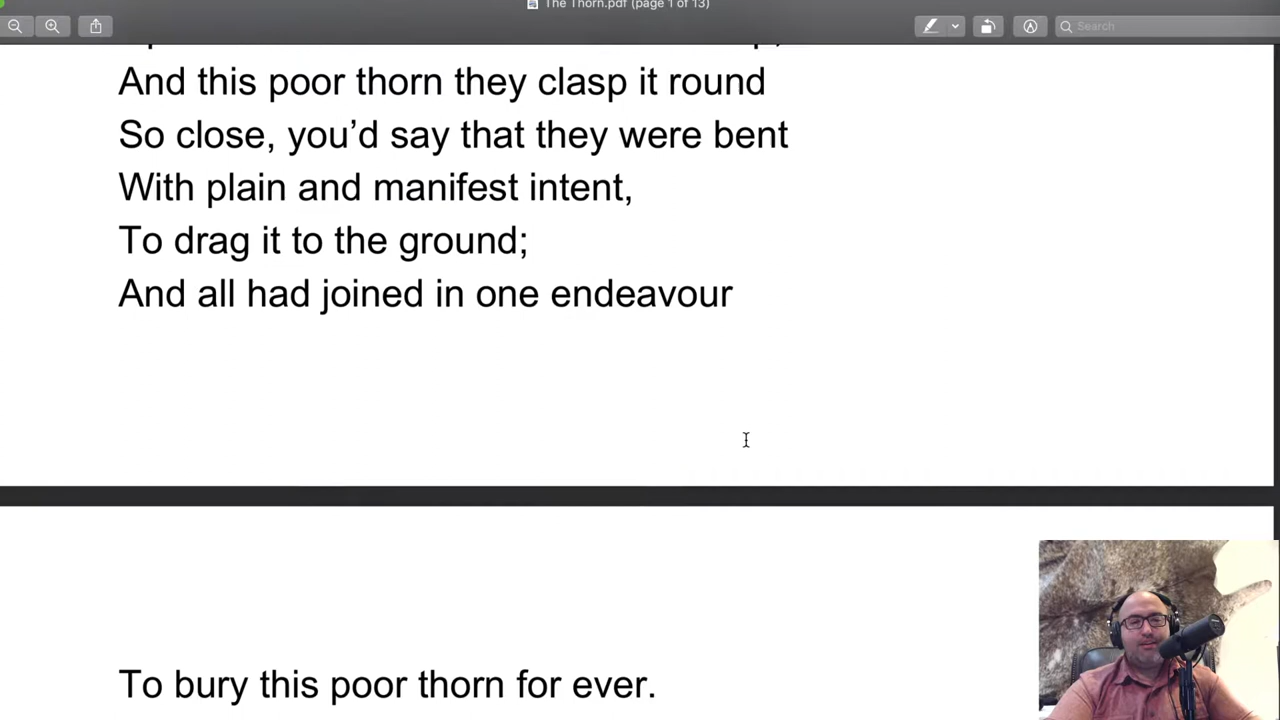 The Thorn.pdf (page 1 of 13)
Search
And this poor thorn they clasp it round
So close, you’d say that they were bent
With plain and manifest intent,
To drag it to the ground;
And all had joined in one endeavour
To bury this poor thorn for ever.